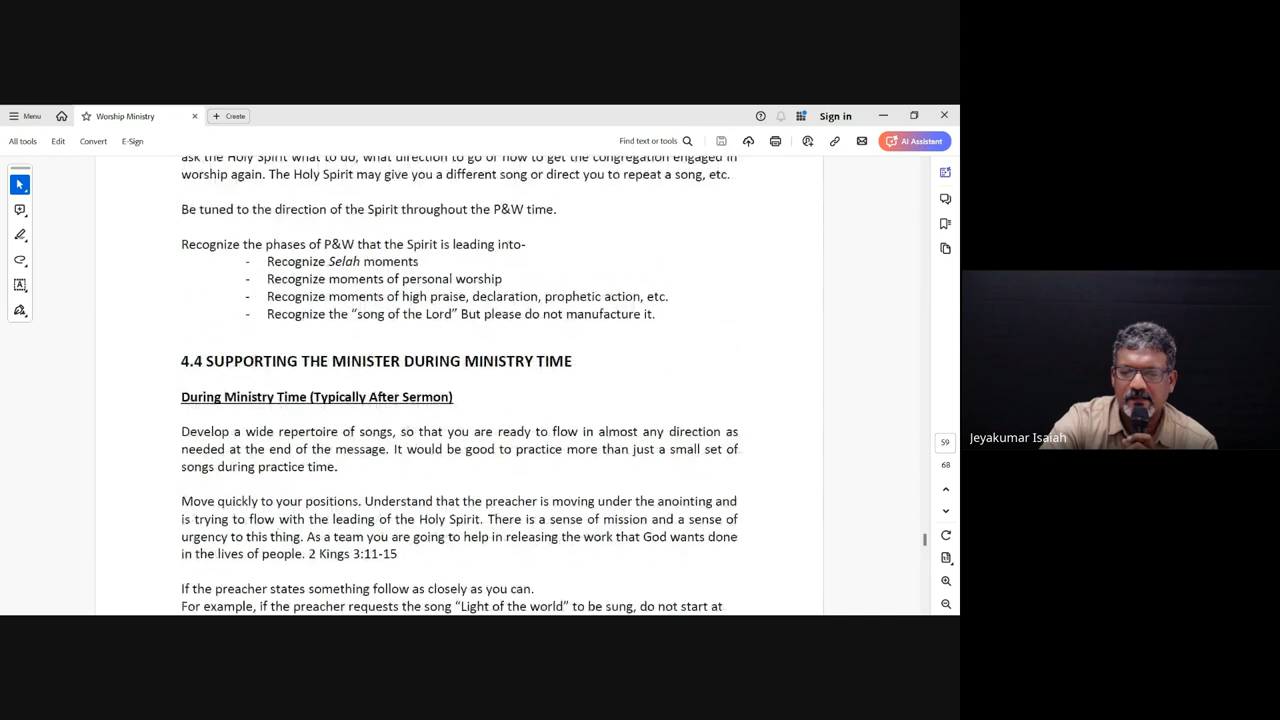 Menu
Worship Ministry
Create
Sign in
All tools
Edit
Convert
E-Sign
Find text or tools
AI Assistant
ask the Holy Spirit what to do, what direction to go or how to get the congregation engaged in
worship again. The Holy Spirit may give you a different song or direct you to repeat a song, etc.
Be tuned to the direction of the Spirit throughout the P&W time.
Recognize the phases of P&W that the Spirit is leading into-
- Recognize Selah moments
- Recognize moments of personal worship
- Recognize moments of high praise, declaration, prophetic action, etc.
- Recognize the “song of the Lord” But please do not manufacture it.
4.4 SUPPORTING THE MINISTER DURING MINISTRY TIME
During Ministry Time (Typically After Sermon)
Develop a wide repertoire of songs, so that you are ready to flow in almost any direction as
needed at the end of the message. It would be good to practice more than just a small set of
songs during practice time.
Move quickly to your positions. Understand that the preacher is moving under the anointing and
is trying to flow with the leading of the Holy Spirit. There is a sense of mission and a sense of
urgency to this thing. As a team you are going to help in releasing the work that God wants done
in the lives of people. 2 Kings 3:11-15
If the preacher states something follow as closely as you can.
For example, if the preacher requests the song “Light of the world” to be sung, do not start at
59
68
Jeyakumar Isaiah